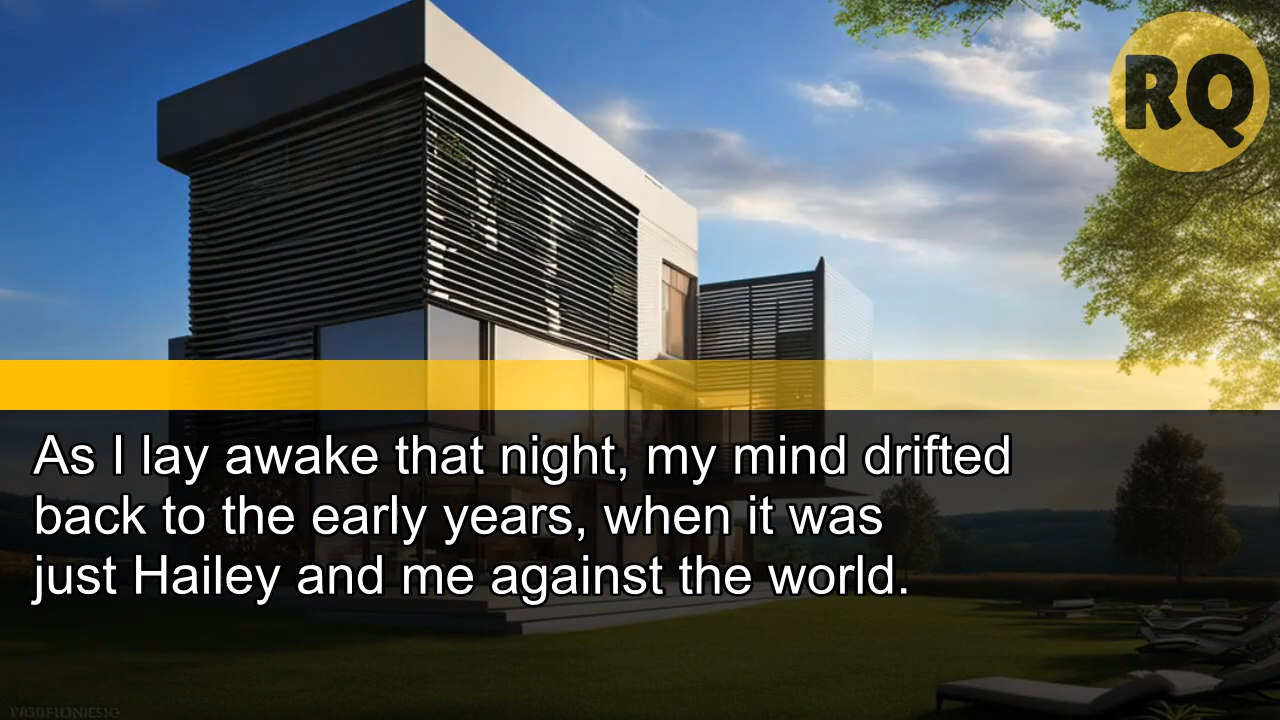 RQ
As I lay awake that night, my mind drifted
back to the early years, when it was
just Hailey and me against the world.